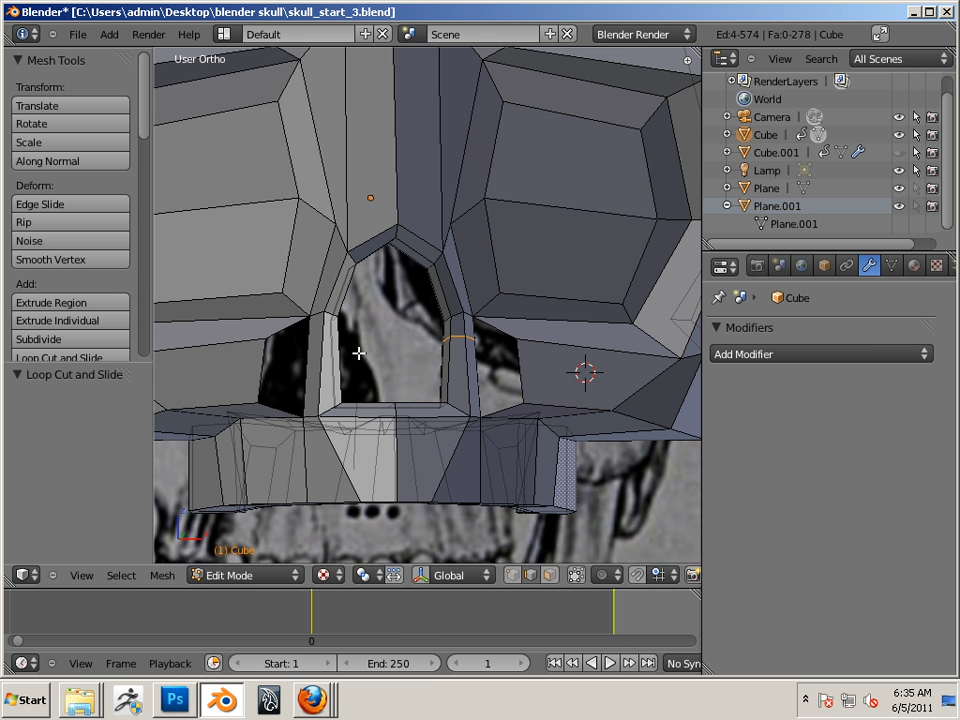 Blender* [C:\Users\admin\Desktop\blender skull\skull_start_3.blend]
File Add Render Help Default Scene Blender Render Ed:4-574 | Fa:0-278 | Cube
Mesh Tools
Transform:
Translate
Rotate
Scale
Along Normal
Deform:
Edge Slide
Rip
Noise
Smooth Vertex
Add:
Extrude Region
Extrude Individual
Subdivide
Loop Cut and Slide
Loop Cut and Slide
User Ortho
(1) Cube
View Select Mesh Edit Mode Global
View Search All Scenes
RenderLayers
World
Camera
Cube
Cube.001
Lamp
Plane
Plane.001
Plane.001
Cube
Modifiers
Add Modifier
0
View Frame Playback Start: 1 End: 250 1 No Syn
Start Ps 6:35 AM
6/5/2011